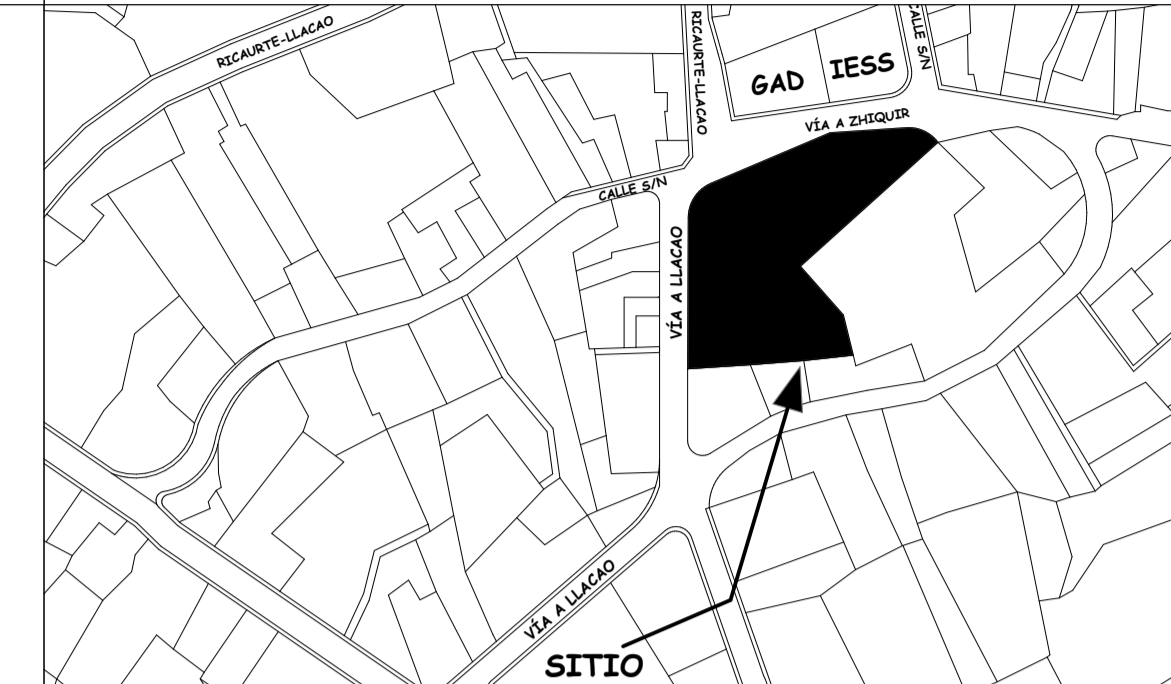 RICAURTE-LLACAO
RICAURTE-LLACAO
CALLE S/N
GAD
IESS
VÍA A ZHIQUIR
CALLE S/N
VÍA A LLACAO
VÍA A LLACAO
SITIO